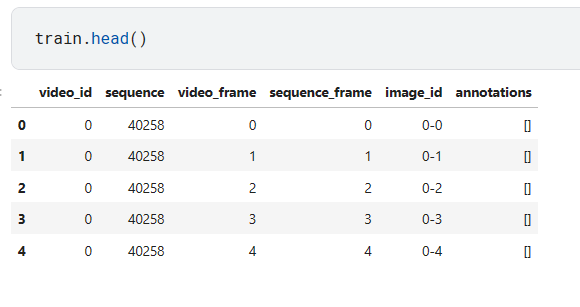 train.head()
video_id sequence video_frame sequence_frame image_id annotations
0 0 40258 0 0 0-0 []
1 0 40258 1 1 0-1 []
2 0 40258 2 2 0-2 []
3 0 40258 3 3 0-3 []
4 0 40258 4 4 0-4 []